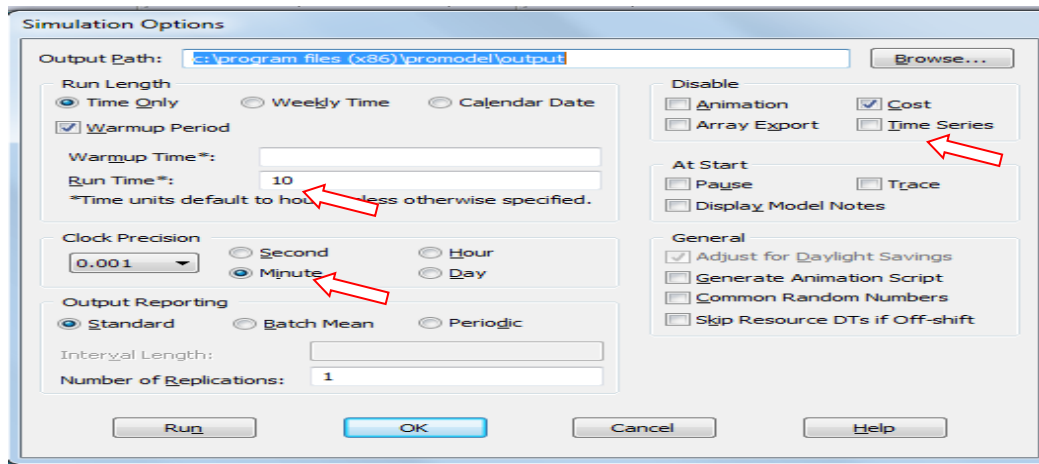 Simulation Options
Output Path: c:\program files (x86)\promodel\output Browse...
Run Length
Time Only Weekly Time Calendar Date
Warmup Period
Warmup Time*:
Run Time*: 10
*Time units default to otherwise specified.
Clock Precision
0.001 Second Hour
Minute Day
Output Reporting
Standard Batch Mean Periodic
Interval Length:
Number of Replications: 1
Disable
Animation Cost
Array Export Time Series
At Start
Pause Trace
Display Model Notes
General
Adjust for Daylight Savings
Generate Animation Script
Common Random Numbers
Skip Resource DTs if Off-shift
Run OK Cancel Help